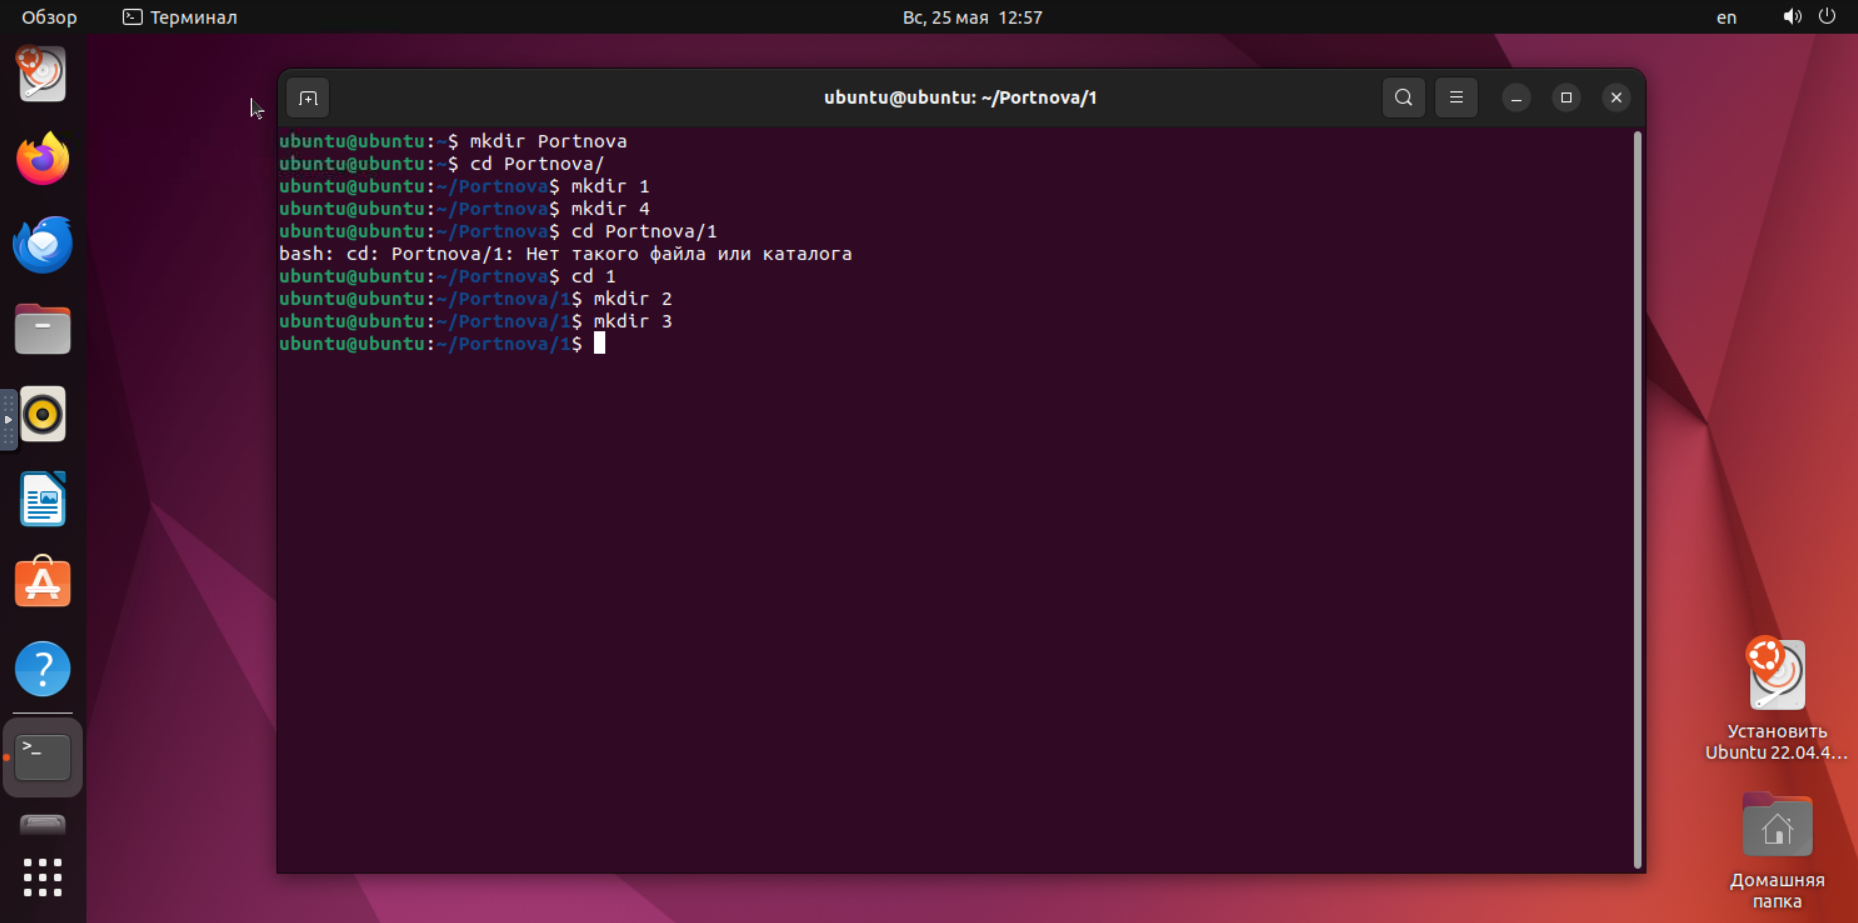 Обзор
Терминал
Вс, 25 мая 12:57
en
ubuntu@ubuntu: ~/Portnova/1
ubuntu@ubuntu:~$ mkdir Portnova
ubuntu@ubuntu:~$ cd Portnova/
ubuntu@ubuntu:~/Portnova$ mkdir 1
ubuntu@ubuntu:~/Portnova$ mkdir 4
ubuntu@ubuntu:~/Portnova$ cd Portnova/1
bash: cd: Portnova/1: Нет такого файла или каталога
ubuntu@ubuntu:~/Portnova$ cd 1
ubuntu@ubuntu:~/Portnova/1$ mkdir 2
ubuntu@ubuntu:~/Portnova/1$ mkdir 3
ubuntu@ubuntu:~/Portnova/1$
Установить
Ubuntu 22.04.4…
Домашняя
папка